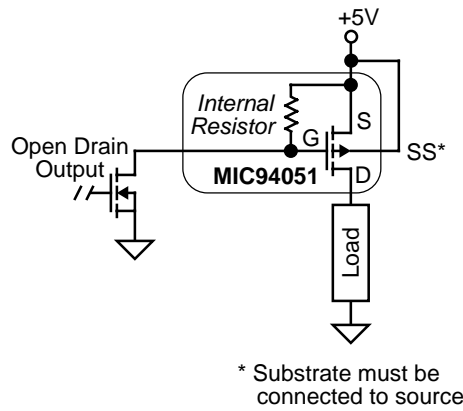 +5V
Internal
Resistor
S
G
Open Drain
Output
SS*
MIC94051
D
Load
* Substrate must be
connected to source